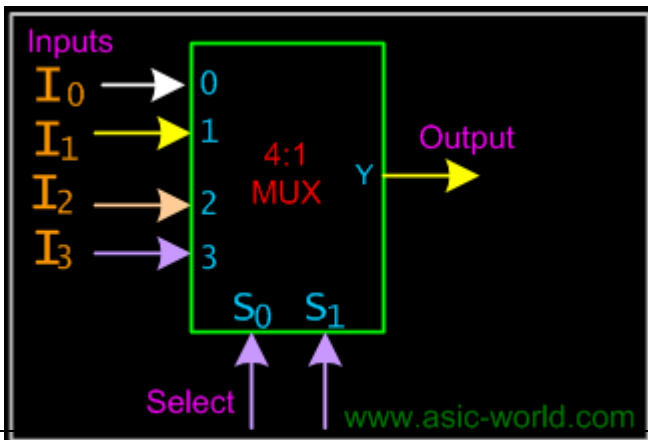 Inputs
I0 0
I1 1
4:1
MUX
Y
Output
I2 2
I3 3
S0 S1
Select
www.asic-world.com